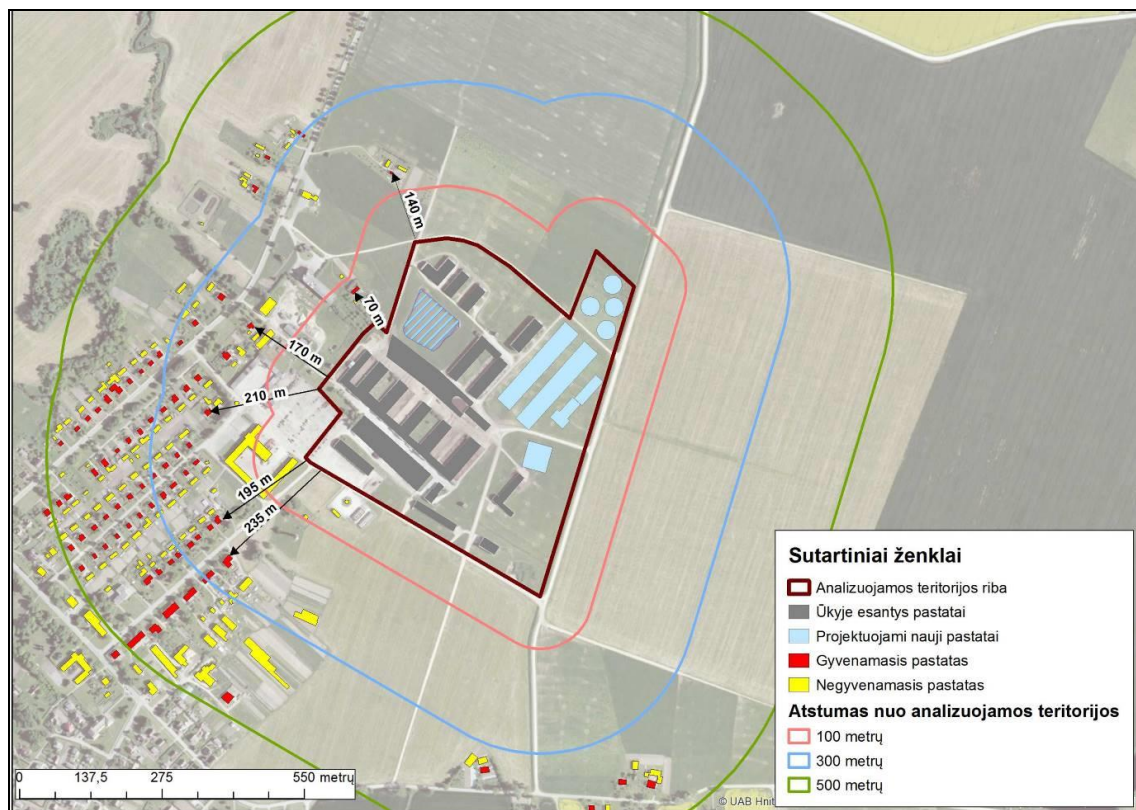 140 m
70 m
170 m
210 m
195 m
235 m
Sutartiniai ženklai
Analizuojamos teritorijos riba
Ūkyje esantys pastatai
Projektuojami nauji pastatai
Gyvenamasis pastatas
Negyvenamasis pastatas
Atstumas nuo analizuojamos teritorijos
100 metrų
300 metrų
500 metrų
0 137,5 275 550 metrų
© UAB Hnit